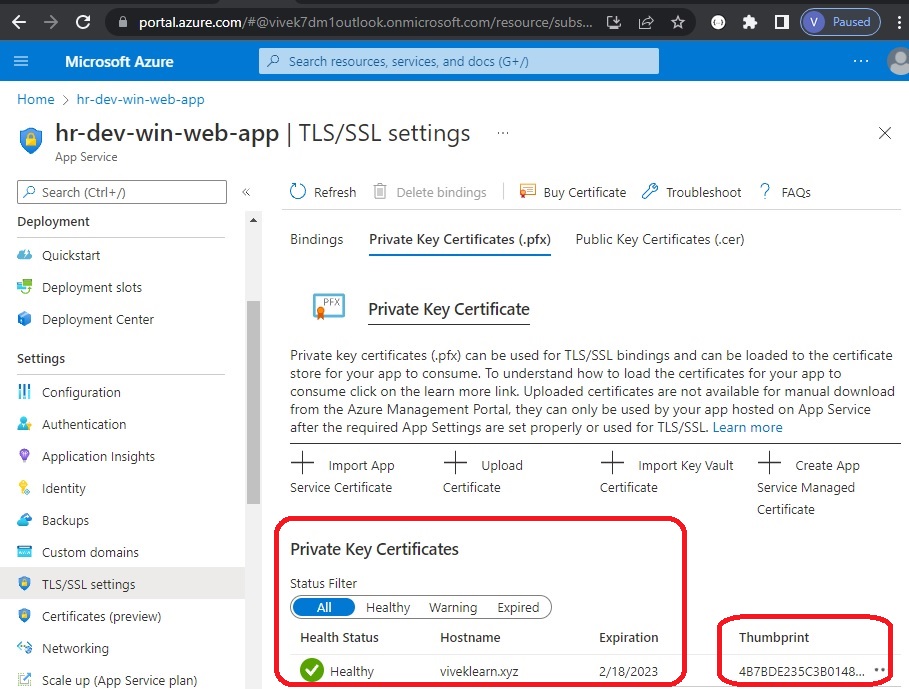 portal.azure.com/#@vivek7dm1outlook.onmicrosoft.com/resource/subs...
V Paused
Microsoft Azure
Search resources, services, and docs (G+/)
Home > hr-dev-win-web-app
hr-dev-win-web-app | TLS/SSL settings ...
App Service
Search (Ctrl+/)
«
Refresh
Delete bindings
Buy Certificate
Troubleshoot
? FAQs
Deployment
Quickstart
Deployment slots
Deployment Center
Settings
Configuration
Authentication
Application Insights
Identity
Backups
Custom domains
TLS/SSL settings
Certificates (preview)
Networking
Scale up (App Service plan)
Bindings
Private Key Certificates (.pfx)
Public Key Certificates (.cer)
PFX
Private Key Certificate
Private key certificates (.pfx) can be used for TLS/SSL bindings and can be loaded to the certificate
store for your app to consume. To understand how to load the certificates for your app to
consume click on the learn more link. Uploaded certificates are not available for manual download
from the Azure Management Portal, they can only be used by your app hosted on App Service
after the required App Settings are set properly or used for TLS/SSL. Learn more
Import App
Service Certificate
Upload
Certificate
Import Key Vault
Certificate
Create App
Service Managed
Certificate
Private Key Certificates
Status Filter
All Healthy Warning Expired
Health Status Hostname Expiration Thumbprint
Healthy viveklearn.xyz 2/18/2023 4B7BDE235C3B0148...